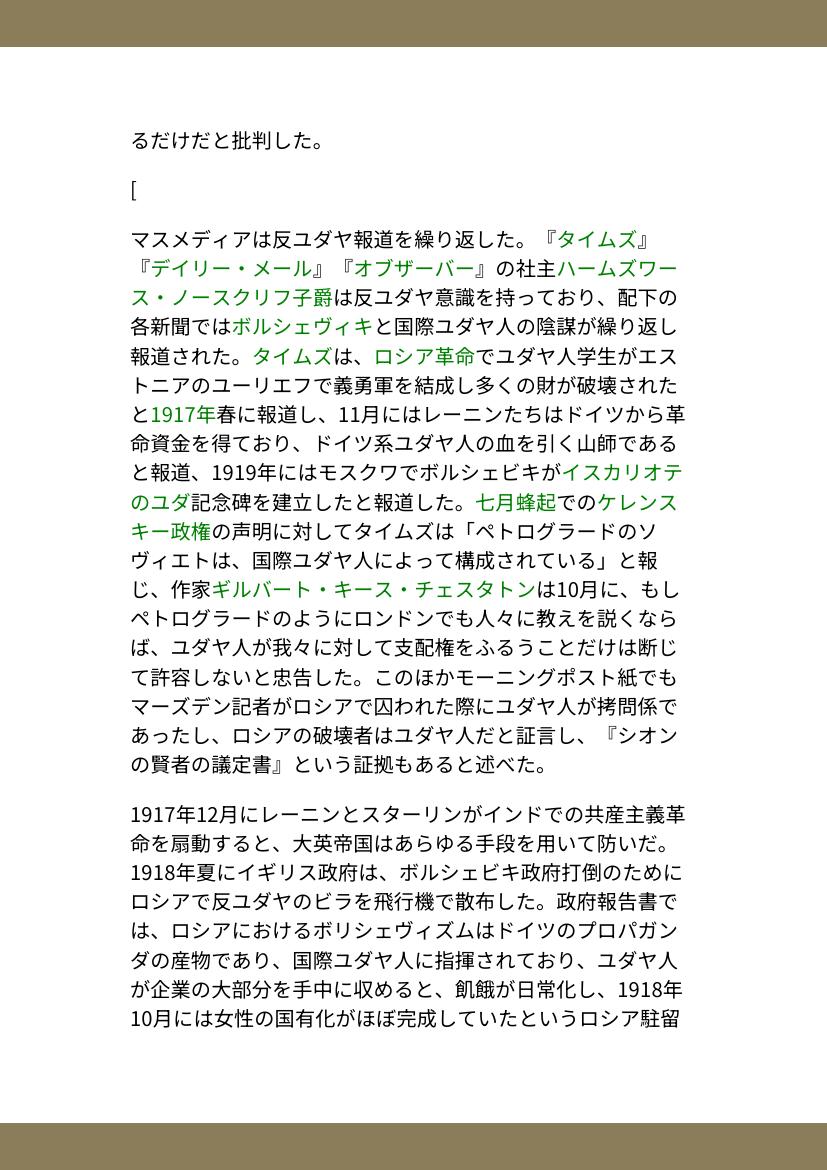 るだけだと批判した。
[
マスメディアは反ユダヤ報道を繰り返した。『タイムズ』
『デイリー・メール』『オブザーバー』の社主ハームズワー
ス・ノースクリフ子爵は反ユダヤ意識を持っており、配下の
各新聞ではボルシェヴィキと国際ユダヤ人の陰謀が繰り返し
報道された。タイムズは、ロシア革命でユダヤ人学生がエス
トニアのユーリエフで義勇軍を結成し多くの財が破壊された
と1917年春に報道し、11月にはレーニンたちはドイツから革
命資金を得ており、ドイツ系ユダヤ人の血を引く山師である
と報道、1919年にはモスクワでボルシェビキがイスカリオテ
のユダ記念碑を建立したと報道した。七月蜂起でのケレンス
キー政権の声明に対してタイムズは「ペトログラードのソ
ヴィエトは、国際ユダヤ人によって構成されている」と報
じ、作家ギルバート・キース・チェスタトンは10月に、もし
ペトログラードのようにロンドンでも人々に教えを説くなら
ば、ユダヤ人が我々に対して支配権をふるうことだけは断じ
て許容しないと忠告した。このほかモーニングポスト紙でも
マーズデン記者がロシアで囚われた際にユダヤ人が拷問係で
あったし、ロシアの破壊者はユダヤ人だと証言し、『シオン
の賢者の議定書』という証拠もあると述べた。
1917年12月にレーニンとスターリンがインドでの共産主義革
命を扇動すると、大英帝国はあらゆる手段を用いて防いだ。
1918年夏にイギリス政府は、ボルシェビキ政府打倒のために
ロシアで反ユダヤのビラを飛行機で散布した。政府報告書で
は、ロシアにおけるボリシェヴィズムはドイツのプロパガン
ダの産物であり、国際ユダヤ人に指揮されており、ユダヤ人
が企業の大部分を手中に収めると、飢餓が日常化し、1918年
10月には女性の国有化がほぼ完成していたというロシア駐留